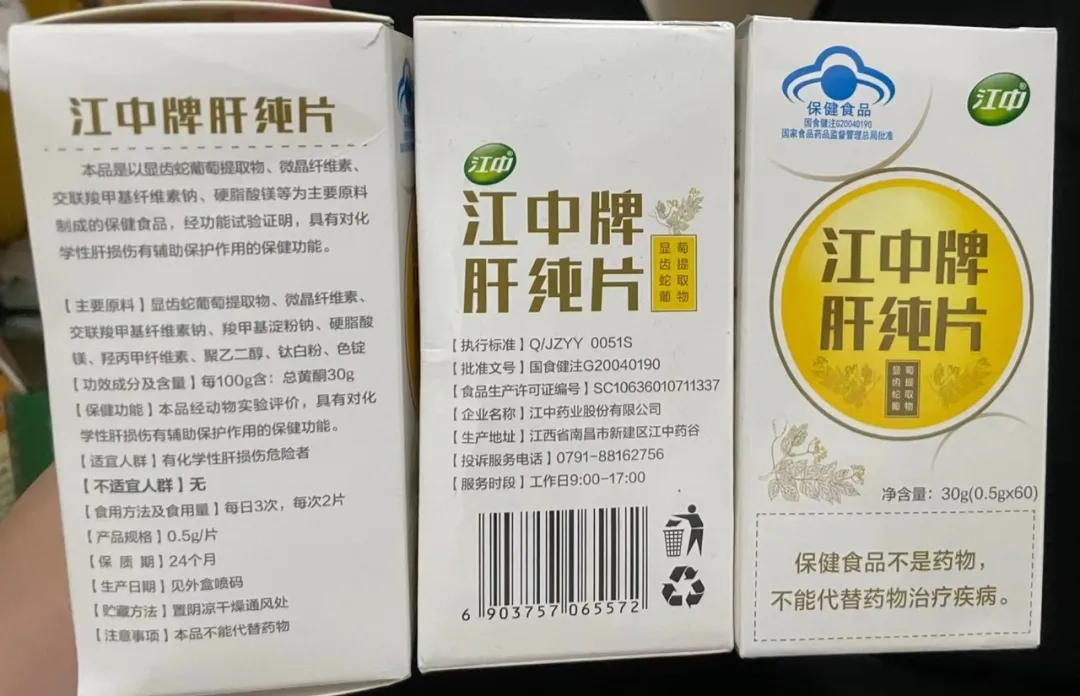 江中牌肝纯片
本品是以显齿蛇葡萄提取物、微晶纤维素、
交联羧甲基纤维素钠、硬脂酸镁等为主要原料
制成的保健食品，经功能试验证明，具有对化
学性肝损伤有辅助保护作用的保健功能。
【主要原料】显齿蛇葡萄提取物、微晶纤维素、
交联羧甲基纤维素钠、羧甲基淀粉钠、硬脂酸
镁、羟丙甲纤维素、聚乙二醇、钛白粉、色锭
【功效成分及含量】每100g含：总黄酮30g
【保健功能】本品经动物实验评价，具有对化
学性肝损伤有辅助保护作用的保健功能。
【适宜人群】有化学性肝损伤危险者
【不适宜人群】无
【食用方法及食用量】每日3次，每次2片
【产品规格】0.5g/片
【保 质 期】24个月
【生产日期】见外盒喷码
【贮藏方法】置阴凉干燥通风处
【注意事项】本品不能代替药物
江中®
江中牌
肝纯片
显齿蛇葡
萄提取物
【执行标准】Q/JZYY 0051S
【批准文号】国食健注G20040190
【食品生产许可证编号】SC10636010711337
【企业名称】江中药业股份有限公司
【生产地址】江西省南昌市新建区江中药谷
【投诉服务电话】0791-88162756
【服务时段】工作日9:00-17:00
6 903757 065572
保健食品
国食健注G20040190
国家食品药品监督管理总局批准
江中®
江中牌
肝纯片
显齿蛇葡
萄提取物
净含量：30g(0.5gx60)
保健食品不是药物，
不能代替药物治疗疾病。